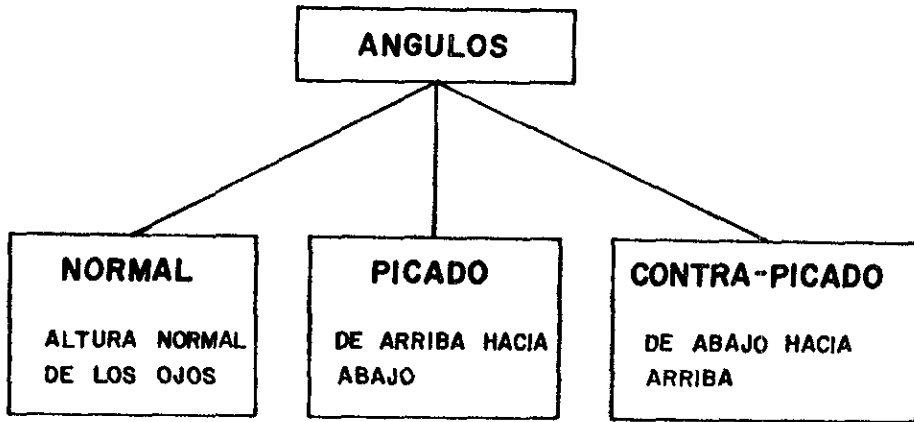 ANGULOS
NORMAL
ALTURA NORMAL
DE LOS OJOS
PICADO
DE ARRIBA HACIA
ABAJO
CONTRA-PICADO
DE ABAJO HACIA
ARRIBA